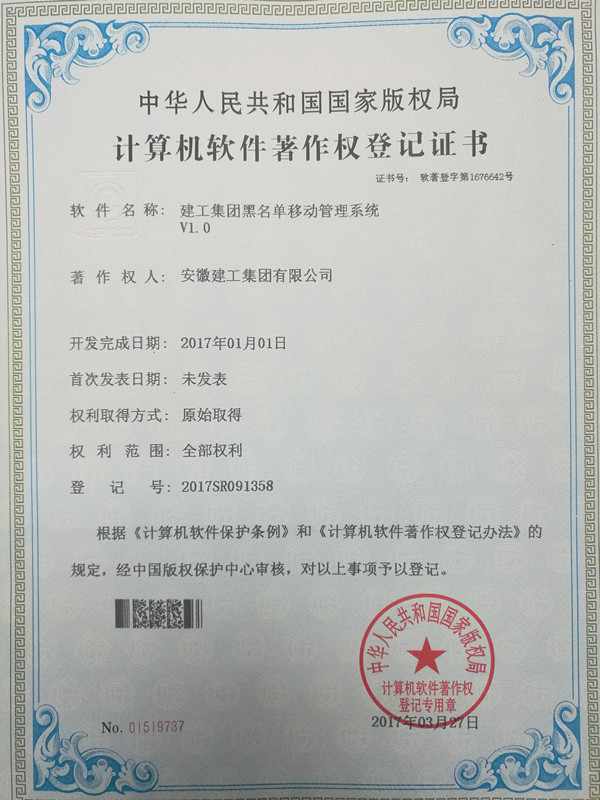 中华人民共和国国家版权局
计算机软件著作权登记证书
证书号： 软著登字第1676642号
软件名称： 建工集团黑名单移动管理系统
V1.0
著作权人： 安徽建工集团有限公司
开发完成日期： 2017年01月01日
首次发表日期： 未发表
权利取得方式： 原始取得
权利范围： 全部权利
登记号： 2017SR091358
根据《计算机软件保护条例》和《计算机软件著作权登记办法》的
规定，经中国版权保护中心审核，对以上事项予以登记。
中华人民共和国国家版权局
计算机软件著作权
登记专用章
No. 01519737
2017年03月27日